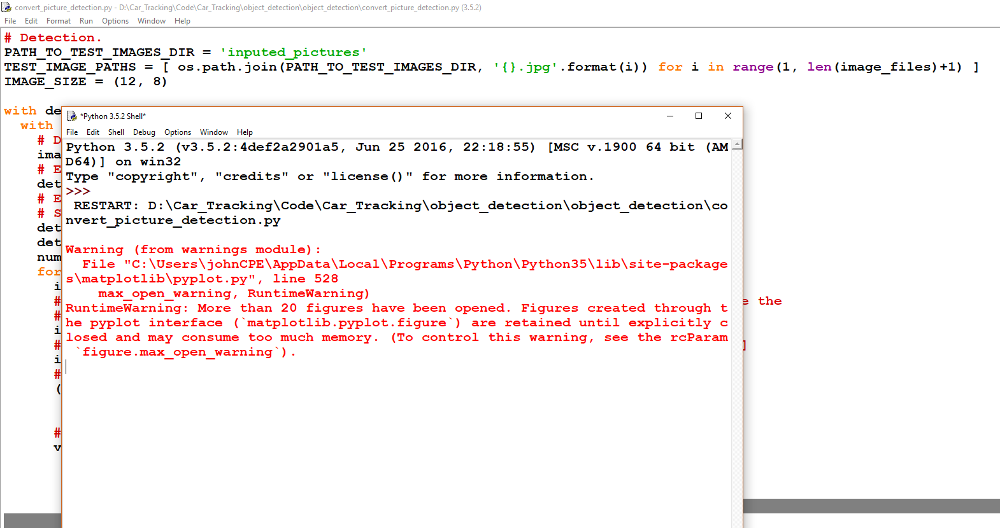 convert_picture_detection.py - D:\Car_Tracking\Code\Car_Tracking\object_detection\object_detection\convert_picture_detection.py (3.5.2)
File Edit Format Run Options Window Help
# Detection.
PATH_TO_TEST_IMAGES_DIR = 'inputed_pictures'
TEST_IMAGE_PATHS = [ os.path.join(PATH_TO_TEST_IMAGES_DIR, '{}.jpg'.format(i)) for i in range(1, len(image_files)+1) ]
IMAGE_SIZE = (12, 8)
with de
with
# D
ima
# E
det
# E
# S
det
det
num
for
i
#
e the
#
i
#
]
i
#
(
#
v
*Python 3.5.2 Shell*
File Edit Shell Debug Options Window Help
Python 3.5.2 (v3.5.2:4def2a2901a5, Jun 25 2016, 22:18:55) [MSC v.1900 64 bit (AM
D64)] on win32
Type "copyright", "credits" or "license()" for more information.
>>>
RESTART: D:\Car_Tracking\Code\Car_Tracking\object_detection\object_detection\co
nvert_picture_detection.py
Warning (from warnings module):
File "C:\Users\johnCPE\AppData\Local\Programs\Python\Python35\lib\site-package
s\matplotlib\pyplot.py", line 528
max_open_warning, RuntimeWarning)
RuntimeWarning: More than 20 figures have been opened. Figures created through t
he pyplot interface (`matplotlib.pyplot.figure`) are retained until explicitly c
losed and may consume too much memory. (To control this warning, see the rcParam
`figure.max_open_warning`).